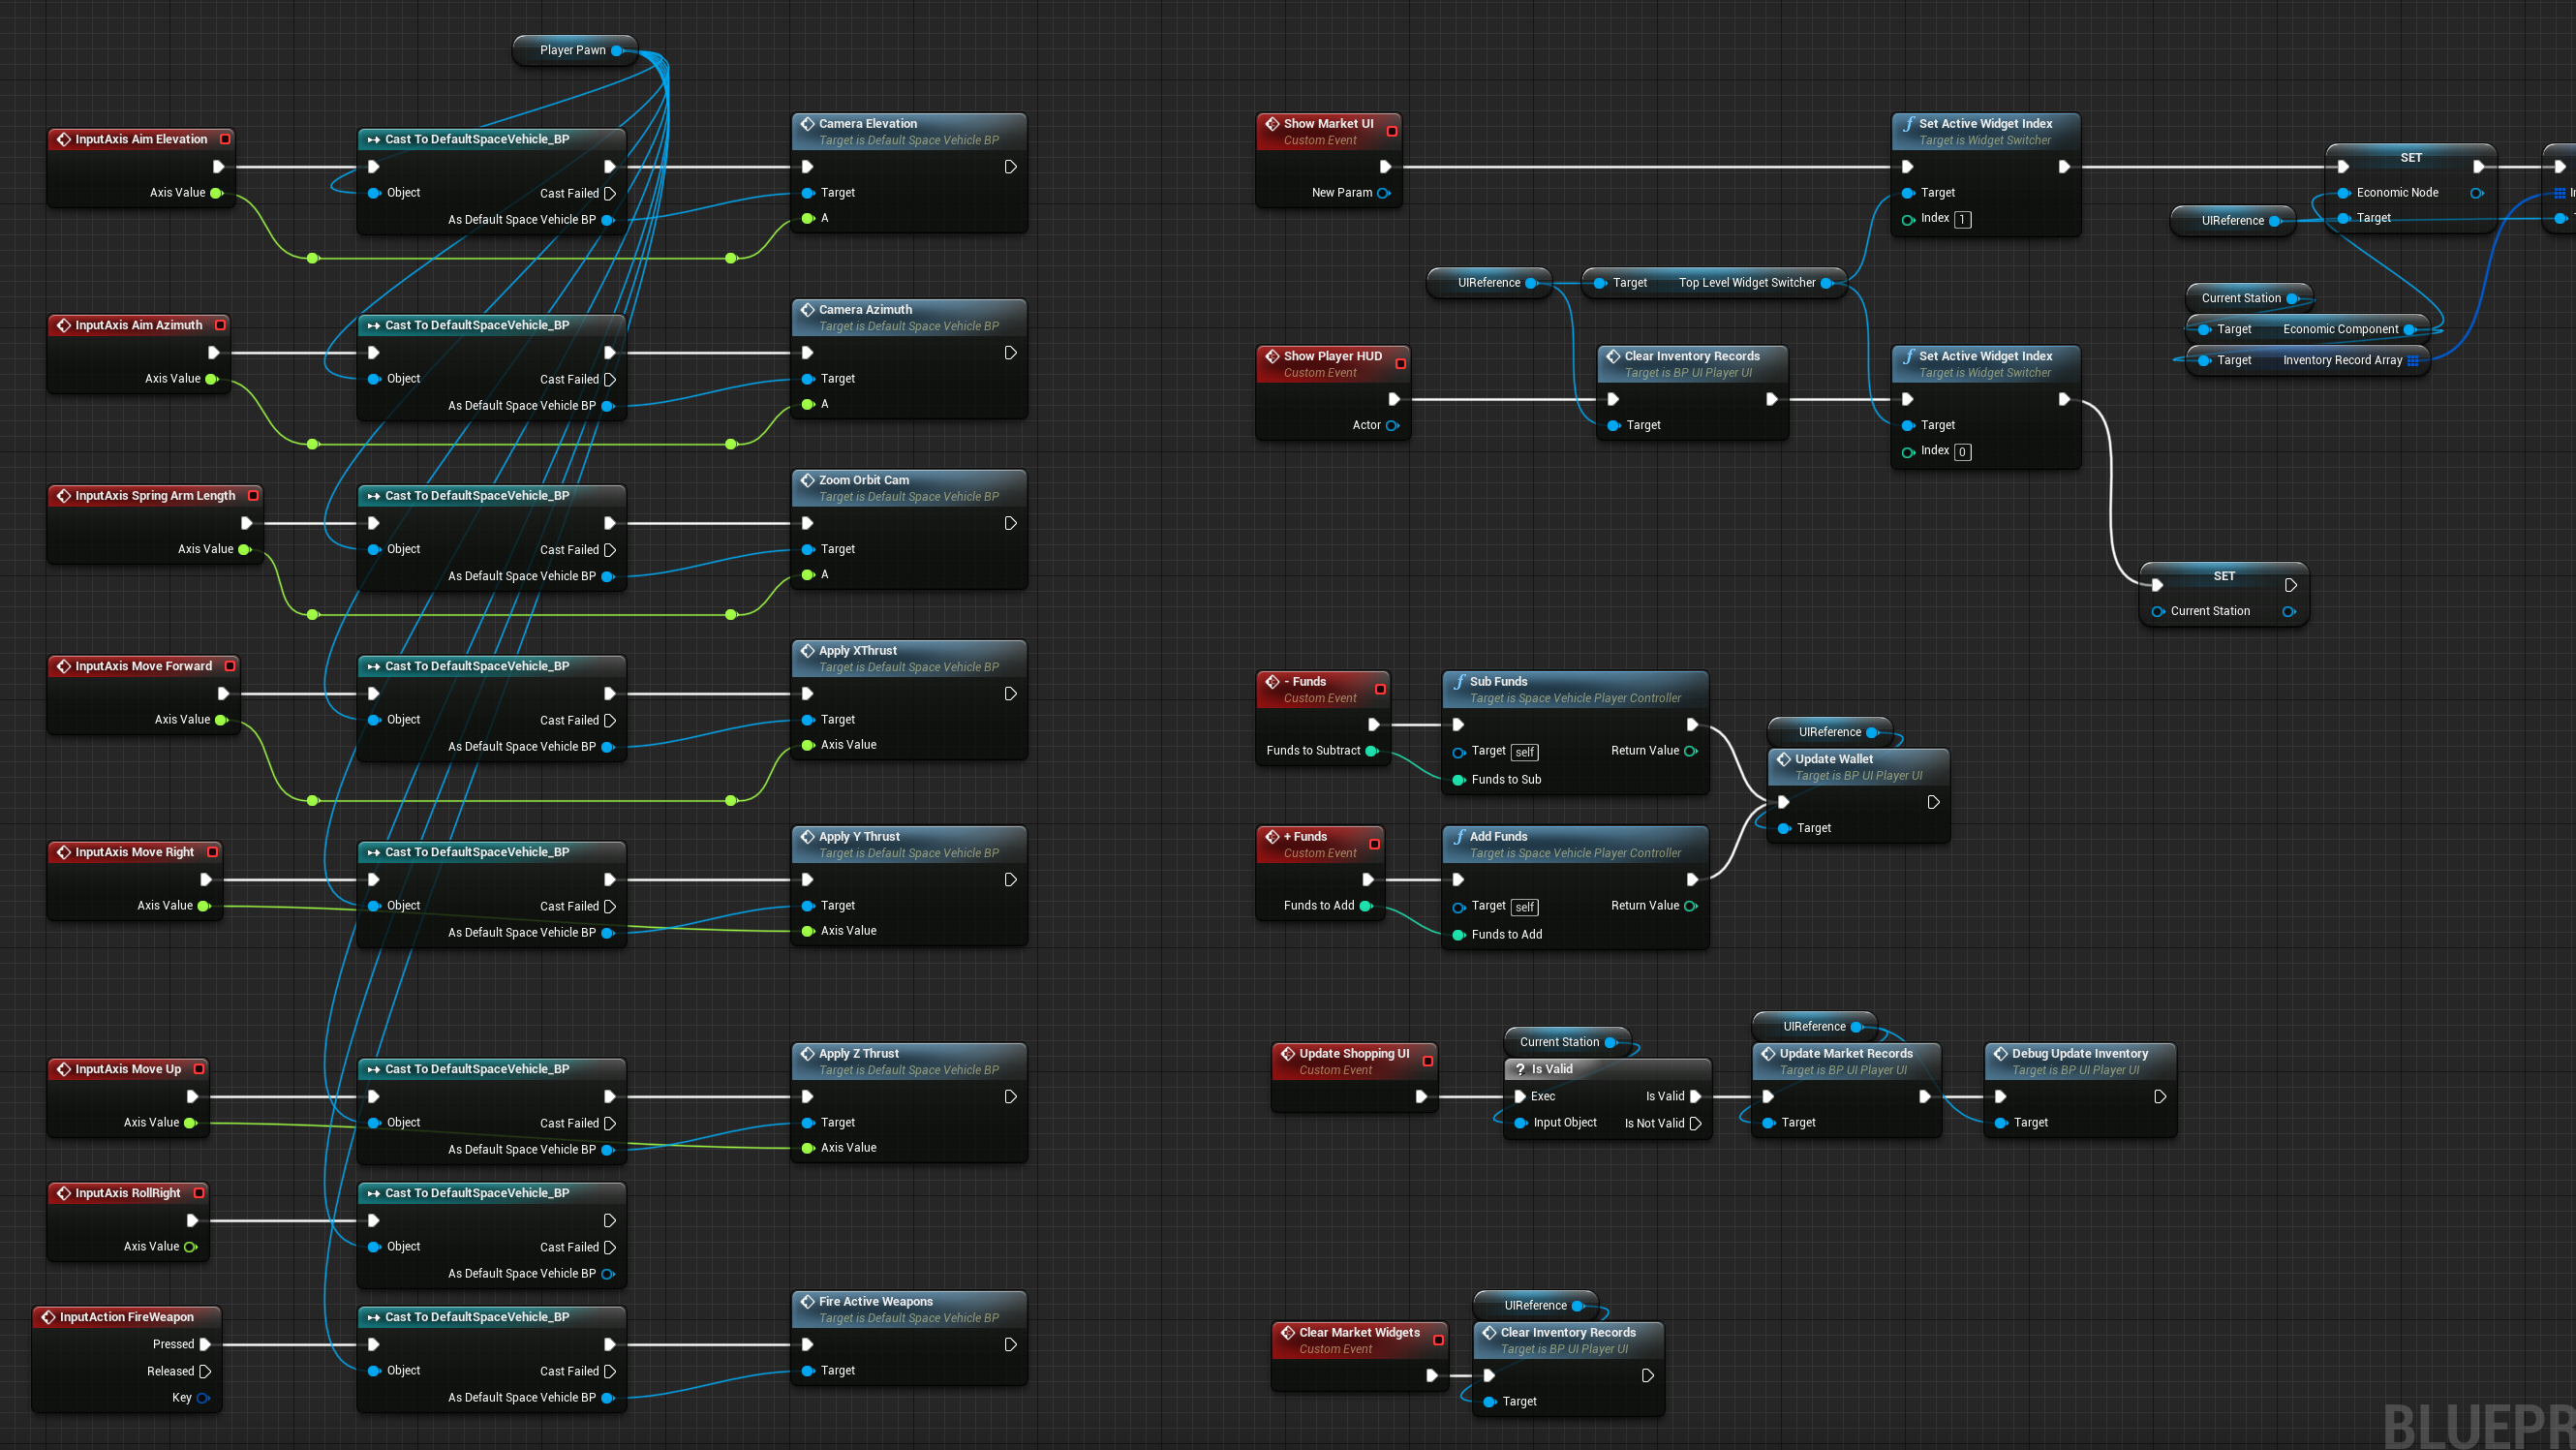 Player Pawn
InputAxis Aim Elevation
Axis Value
Cast To DefaultSpaceVehicle_BP
Object
Cast Failed
As Default Space Vehicle BP
Camera Elevation
Target is Default Space Vehicle BP
Target
A
InputAxis Aim Azimuth
Axis Value
Cast To DefaultSpaceVehicle_BP
Object
Cast Failed
As Default Space Vehicle BP
Camera Azimuth
Target is Default Space Vehicle BP
Target
A
InputAxis Spring Arm Length
Axis Value
Cast To DefaultSpaceVehicle_BP
Object
Cast Failed
As Default Space Vehicle BP
Zoom Orbit Cam
Target is Default Space Vehicle BP
Target
A
InputAxis Move Forward
Axis Value
Cast To DefaultSpaceVehicle_BP
Object
Cast Failed
As Default Space Vehicle BP
Apply XThrust
Target is Default Space Vehicle BP
Target
Axis Value
InputAxis Move Right
Axis Value
Cast To DefaultSpaceVehicle_BP
Object
Cast Failed
As Default Space Vehicle BP
Apply Y Thrust
Target is Default Space Vehicle BP
Target
Axis Value
InputAxis Move Up
Axis Value
Cast To DefaultSpaceVehicle_BP
Object
Cast Failed
As Default Space Vehicle BP
Apply Z Thrust
Target is Default Space Vehicle BP
Target
Axis Value
InputAxis RollRight
Axis Value
Cast To DefaultSpaceVehicle_BP
Object
Cast Failed
As Default Space Vehicle BP
InputAction FireWeapon
Pressed
Released
Key
Cast To DefaultSpaceVehicle_BP
Object
Cast Failed
As Default Space Vehicle BP
Fire Active Weapons
Target is Default Space Vehicle BP
Target
Show Market UI
Custom Event
New Param
Set Active Widget Index
Target is Widget Switcher
Target
Index 1
SET
Economic Node
Target
UIReference
UIReference
Target Top Level Widget Switcher
Current Station
Target Economic Component
Target Inventory Record Array
Show Player HUD
Custom Event
Actor
Clear Inventory Records
Target is BP UI Player UI
Target
Set Active Widget Index
Target is Widget Switcher
Target
Index 0
SET
Current Station
- Funds
Custom Event
Funds to Subtract
Sub Funds
Target is Space Vehicle Player Controller
Target self Return Value
Funds to Sub
UIReference
Update Wallet
Target is BP UI Player UI
Target
+ Funds
Custom Event
Funds to Add
Add Funds
Target is Space Vehicle Player Controller
Target self Return Value
Funds to Add
Update Shopping UI
Custom Event
Current Station
? Is Valid
Exec Is Valid
Input Object Is Not Valid
UIReference
Update Market Records
Target is BP UI Player UI
Target
Debug Update Inventory
Target is BP UI Player UI
Target
Clear Market Widgets
Custom Event
UIReference
Clear Inventory Records
Target is BP UI Player UI
Target
BLUEPR